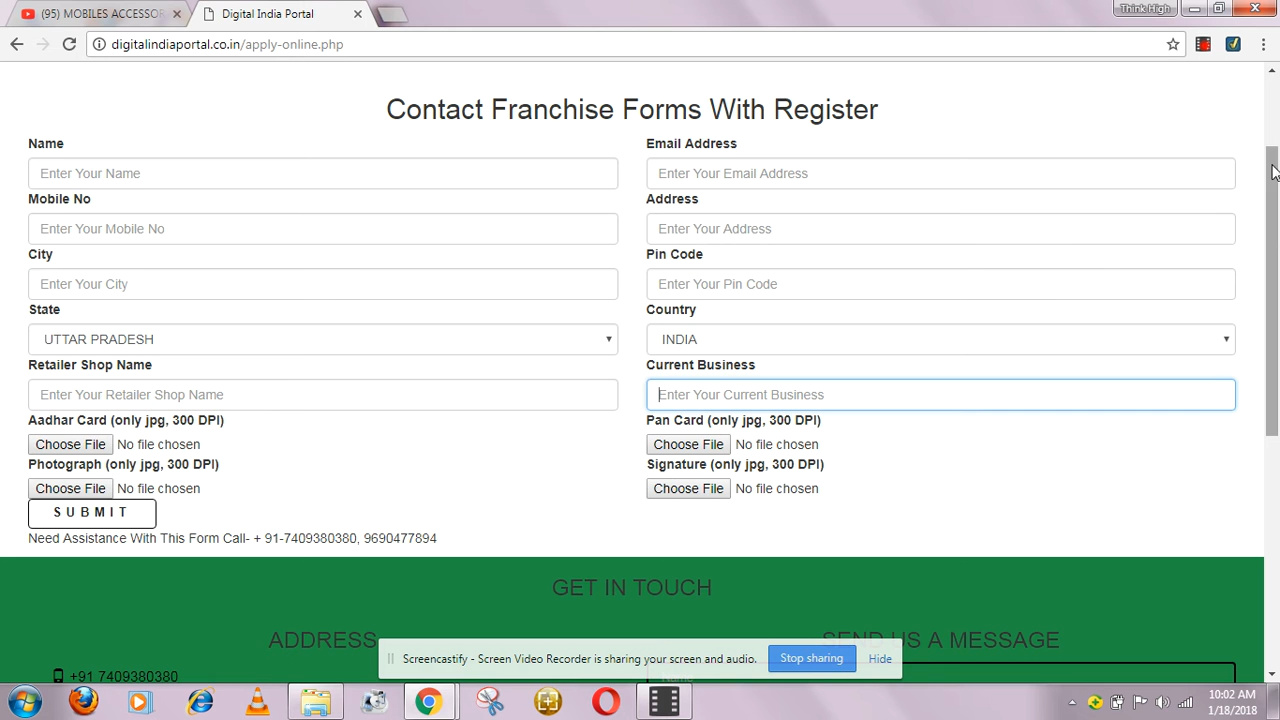 (95) MOBILES ACCESSOR
Digital India Portal
Think High
digitalindiaportal.co.in/apply-online.php
Contact Franchise Forms With Register
Name
Email Address
Enter Your Name
Enter Your Email Address
Mobile No
Address
Enter Your Mobile No
Enter Your Address
City
Pin Code
Enter Your City
Enter Your Pin Code
State
Country
UTTAR PRADESH
INDIA
Retailer Shop Name
Current Business
Enter Your Retailer Shop Name
Enter Your Current Business
Aadhar Card (only jpg, 300 DPI)
Pan Card (only jpg, 300 DPI)
Choose File No file chosen
Choose File No file chosen
Photograph (only jpg, 300 DPI)
Signature (only jpg, 300 DPI)
Choose File No file chosen
Choose File No file chosen
SUBMIT
Need Assistance With This Form Call- + 91-7409380380, 9690477894
GET IN TOUCH
ADDRESS
SEND US A MESSAGE
Screencastify - Screen Video Recorder is sharing your screen and audio.
Stop sharing
Hide
+91 7409380380
Name
10:02 AM
1/18/2018